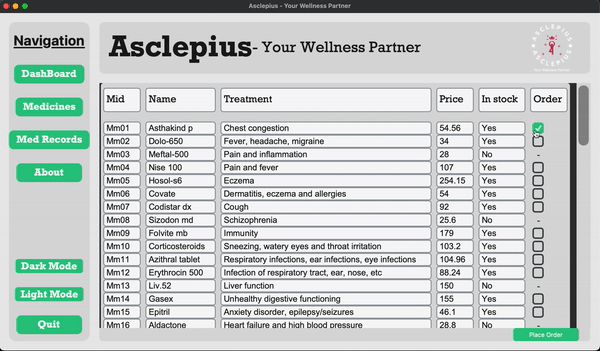 Asclepius - Your Wellness Partner
Navigation
DashBoard
Medicines
Med Records
About
Dark Mode
Light Mode
Quit
Asclepius- Your Wellness Partner
ASCLEPIUS
ASCLEPIUS
Your Wellness Partner
Mid Name Treatment Price In stock Order
Mm01 Asthakind p Chest congestion 54.56 Yes
Mm02 Dolo-650 Fever, headache, migraine 34 Yes
Mm03 Meftal-500 Pain and inflammation 28 No -
Mm04 Nise 100 Pain and fever 107 Yes
Mm05 Hosol-s6 Eczema 254.15 Yes
Mm06 Covate Dermatitis, eczema and allergies 54 Yes
Mm07 Codistar dx Cough 92 Yes
Mm08 Sizodon md Schizophrenia 25.6 No -
Mm09 Folvite mb Immunity 179 Yes
Mm10 Corticosteroids Sneezing, watery eyes and throat irritation 103.2 Yes
Mm11 Azithral tablet Respiratory infections, ear infections, eye infections 104.96 Yes
Mm12 Erythrocin 500 Infection of respiratory tract, ear, nose, etc 88.24 Yes
Mm13 Liv.52 Liver function 150 No -
Mm14 Gasex Unhealthy digestive functioning 155 Yes
Mm15 Epitril Anxiety disorder, epilepsy/seizures 46.1 Yes
Mm16 Aldactone Heart failure and high blood pressure 28.8 No -
Place Order